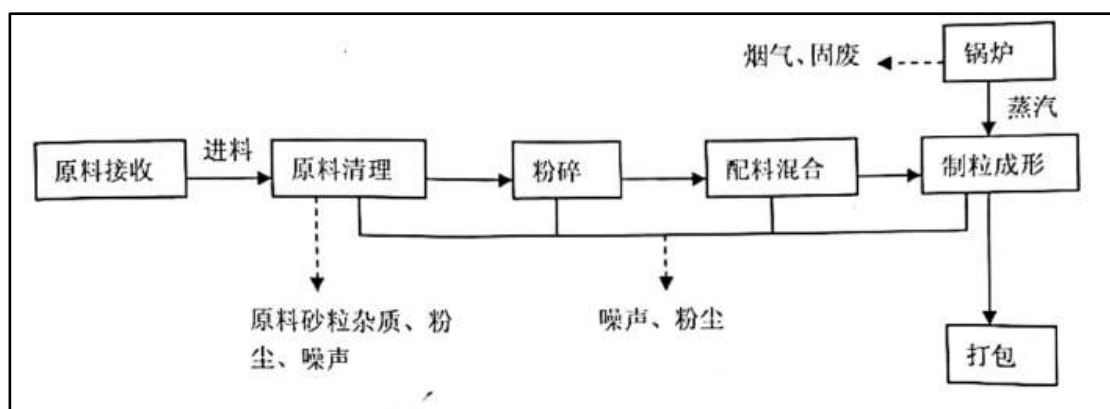 烟气、固废
锅炉
蒸汽
原料接收
进料
原料清理
粉碎
配料混合
制粒成形
原料砂粒杂质、粉
尘、噪声
噪声、粉尘
打包